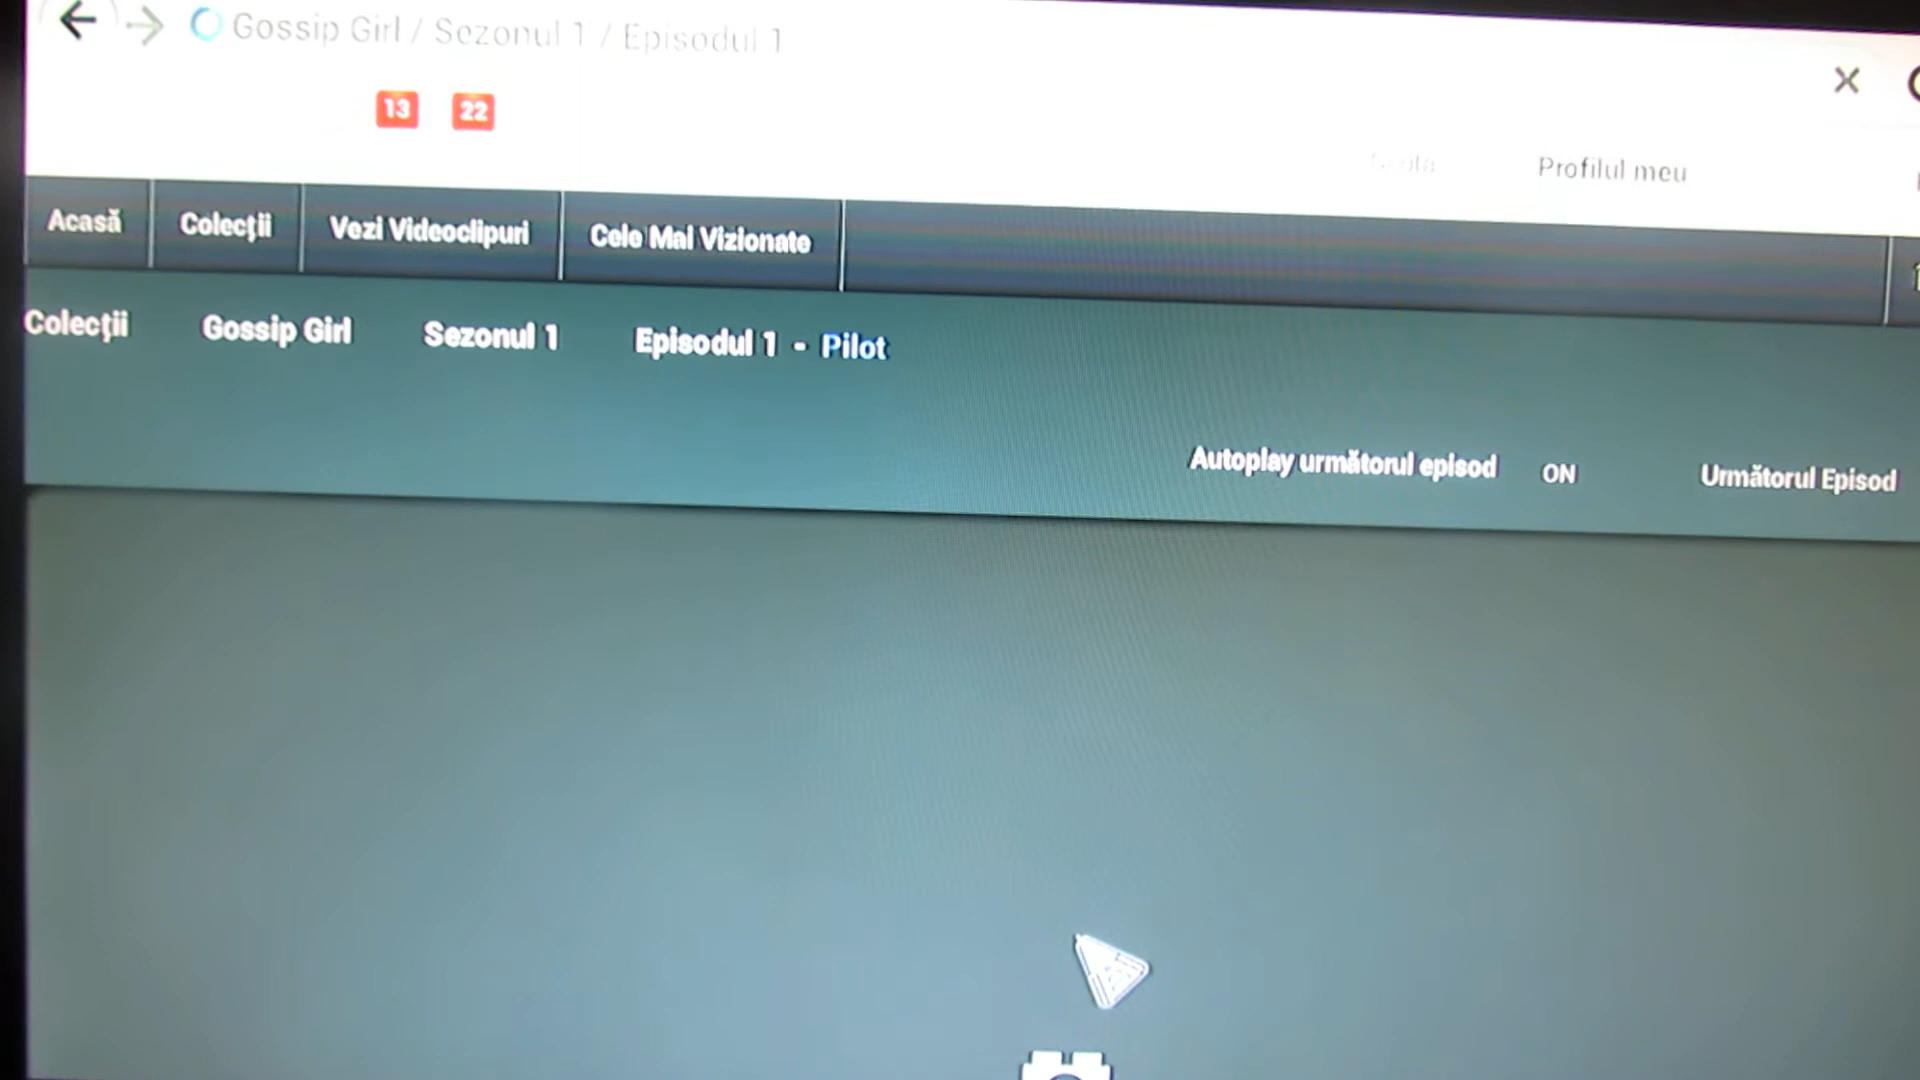 Gossip Girl / Sezonul 1 / Episodul 1
13 22
Profilul meu
Acasă Colecții Vezi Videoclipuri Cele Mai Vizionate
Colecții Gossip Girl Sezonul 1 Episodul 1 - Pilot
Autoplay următorul episod ON Următorul Episod